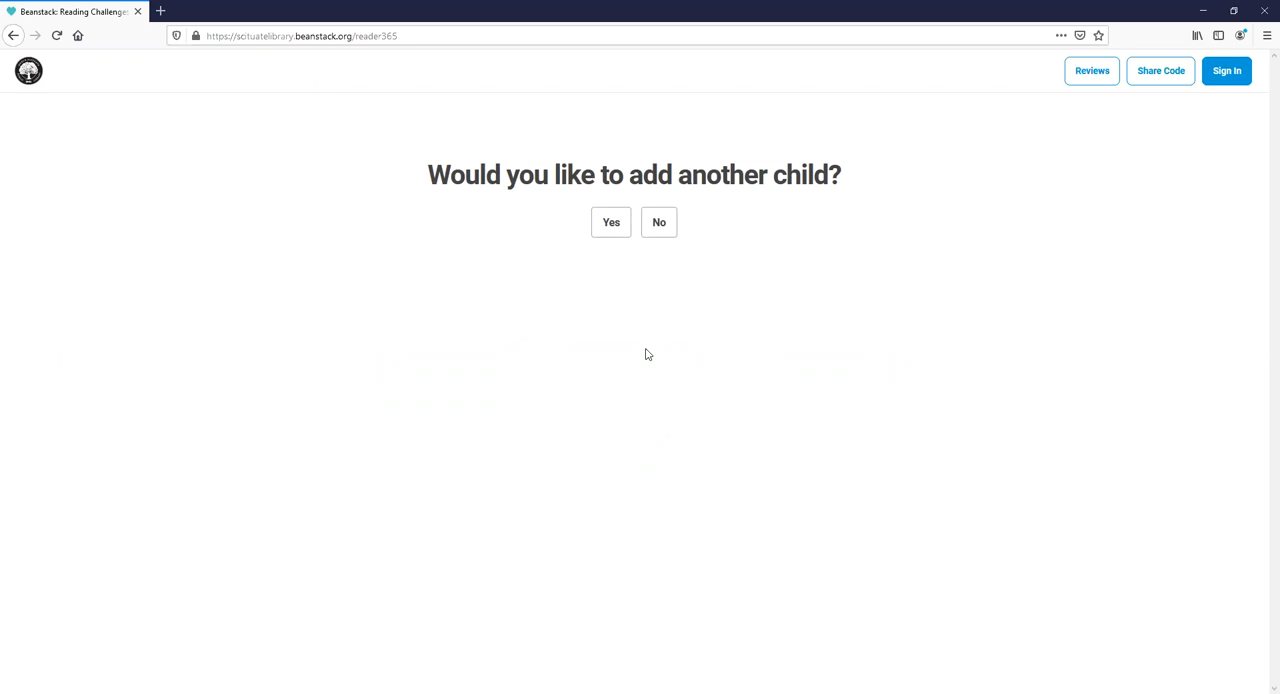 Beanstack: Reading Challenges
https://scituatelibrary.beanstack.org/reader365
Reviews
Share Code
Sign In
Would you like to add another child?
Yes
No